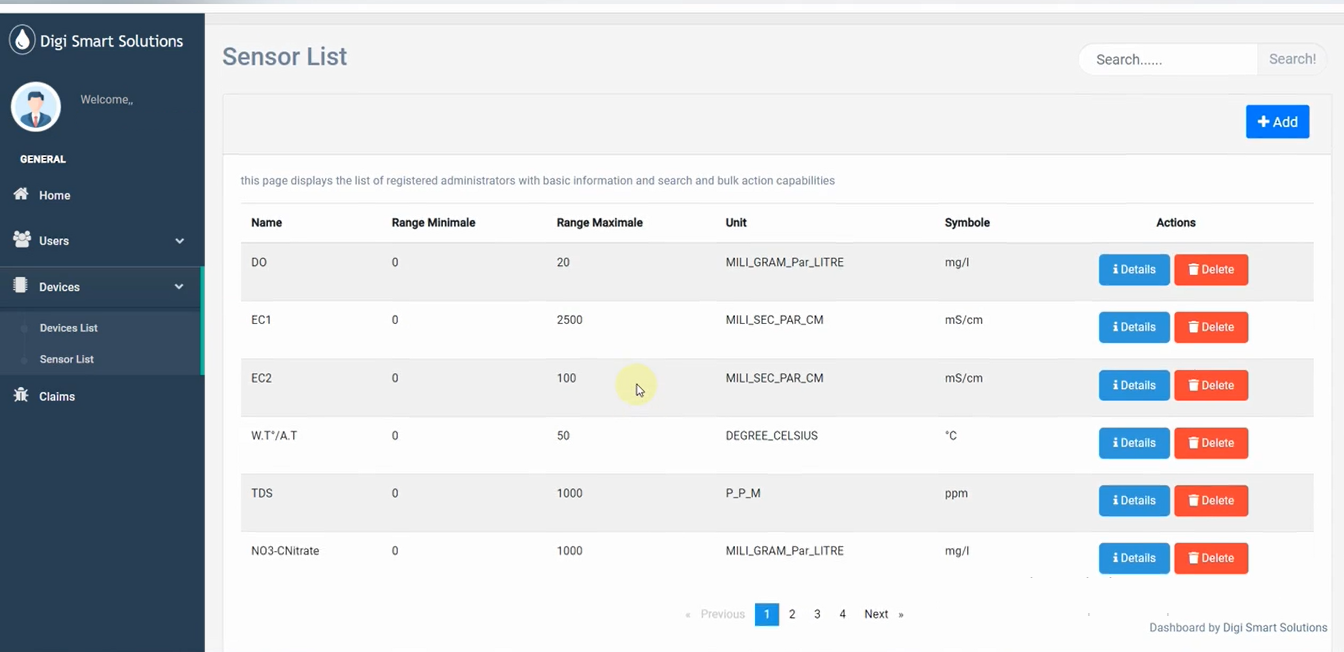 Digi Smart Solutions
Welcome,,
GENERAL
Home
Users
Devices
Devices List
Sensor List
Claims
Sensor List
Search......
Search!
Add
this page displays the list of registered administrators with basic information and search and bulk action capabilities
Name Range Minimale Range Maximale Unit Symbole Actions
DO 0 20 MILI_GRAM_Par_LITRE mg/l Details Delete
EC1 0 2500 MILI_SEC_PAR_CM mS/cm Details Delete
EC2 0 100 MILI_SEC_PAR_CM mS/cm Details Delete
W.T°/A.T 0 50 DEGREE_CELSIUS °C Details Delete
TDS 0 1000 P_P_M ppm Details Delete
NO3-CNitrate 0 1000 MILI_GRAM_Par_LITRE mg/l Details Delete
« Previous 1 2 3 4 Next »
Dashboard by Digi Smart Solutions